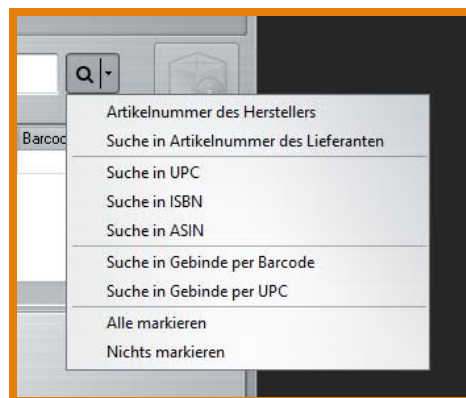 Barcod
Artikelnummer des Herstellers
Suche in Artikelnummer des Lieferanten
Suche in UPC
Suche in ISBN
Suche in ASIN
Suche in Gebinde per Barcode
Suche in Gebinde per UPC
Alle markieren
Nichts markieren